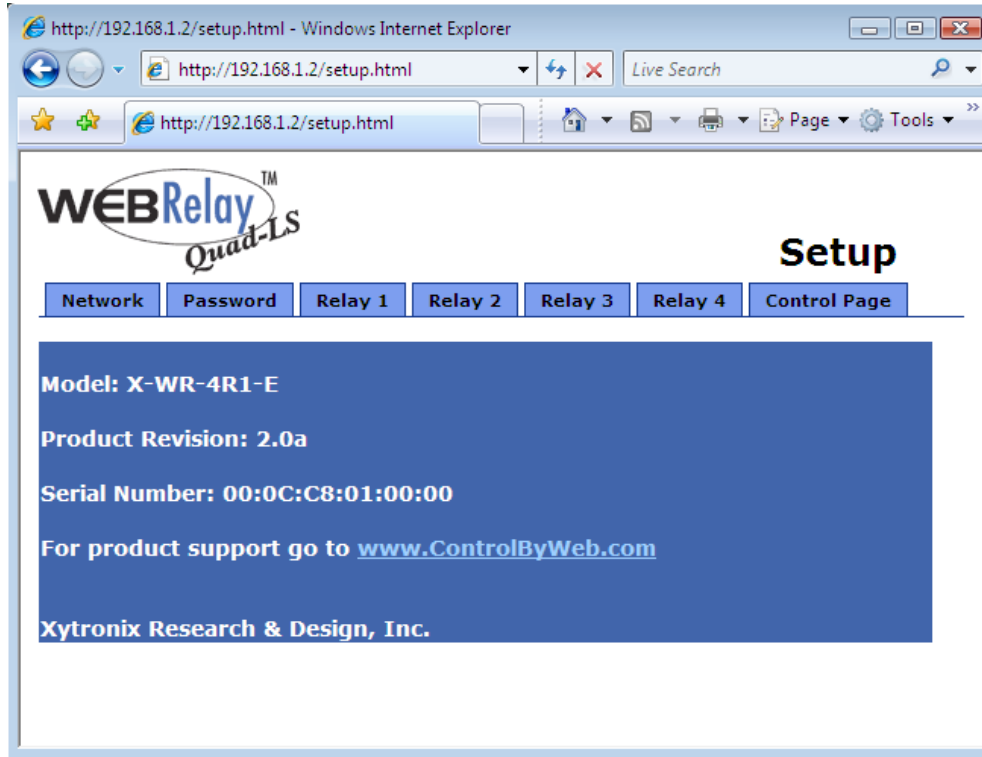 http://192.168.1.2/setup.html - Windows Internet Explorer
http://192.168.1.2/setup.html
Live Search
http://192.168.1.2/setup.html
Page
Tools
WEBRelay TM
Quad-LS
Setup
Network Password Relay 1 Relay 2 Relay 3 Relay 4 Control Page
Model: X-WR-4R1-E
Product Revision: 2.0a
Serial Number: 00:0C:C8:01:00:00
For product support go to www.ControlByWeb.com
Xytronix Research & Design, Inc.